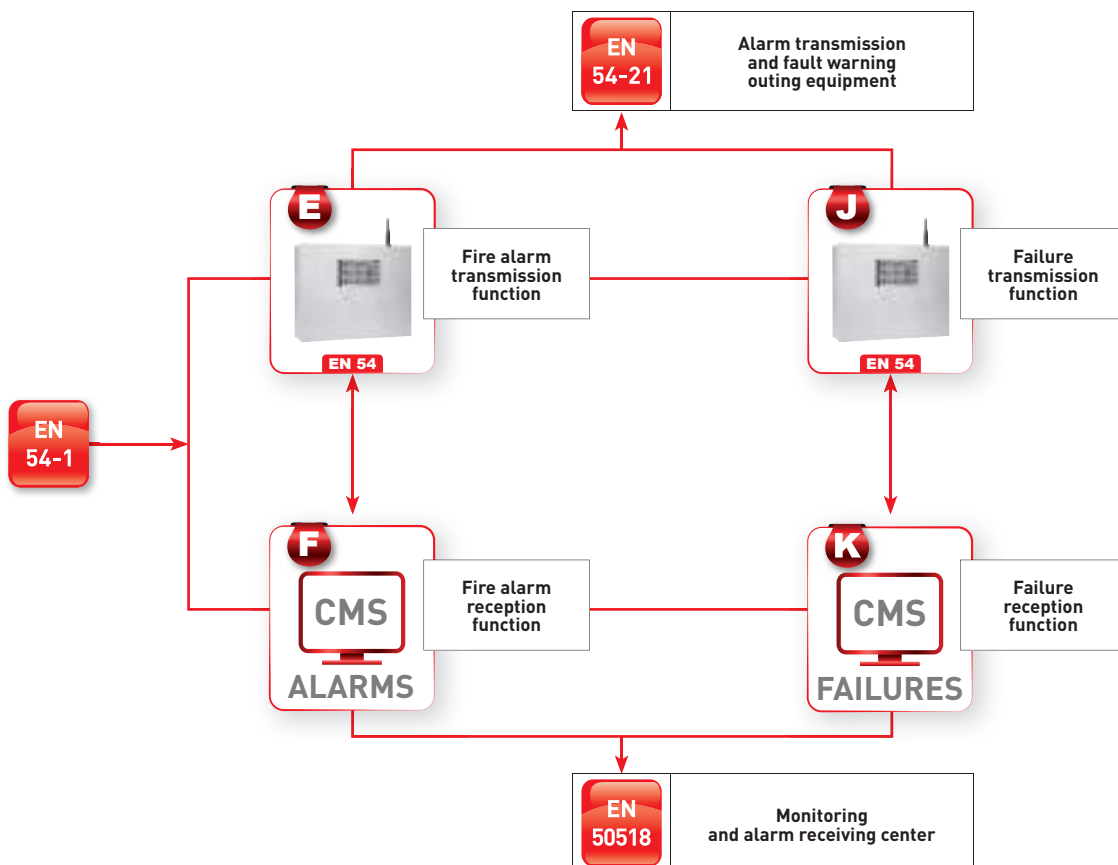 EN
54-21
Alarm transmission
and fault warning
outing equipment
E
Fire alarm
transmission
function
EN 54
J
Failure
transmission
function
EN 54
EN
54-1
F
CMS
ALARMS
Fire alarm
reception
function
K
CMS
FAILURES
Failure
reception
function
EN
50518
Monitoring
and alarm receiving center